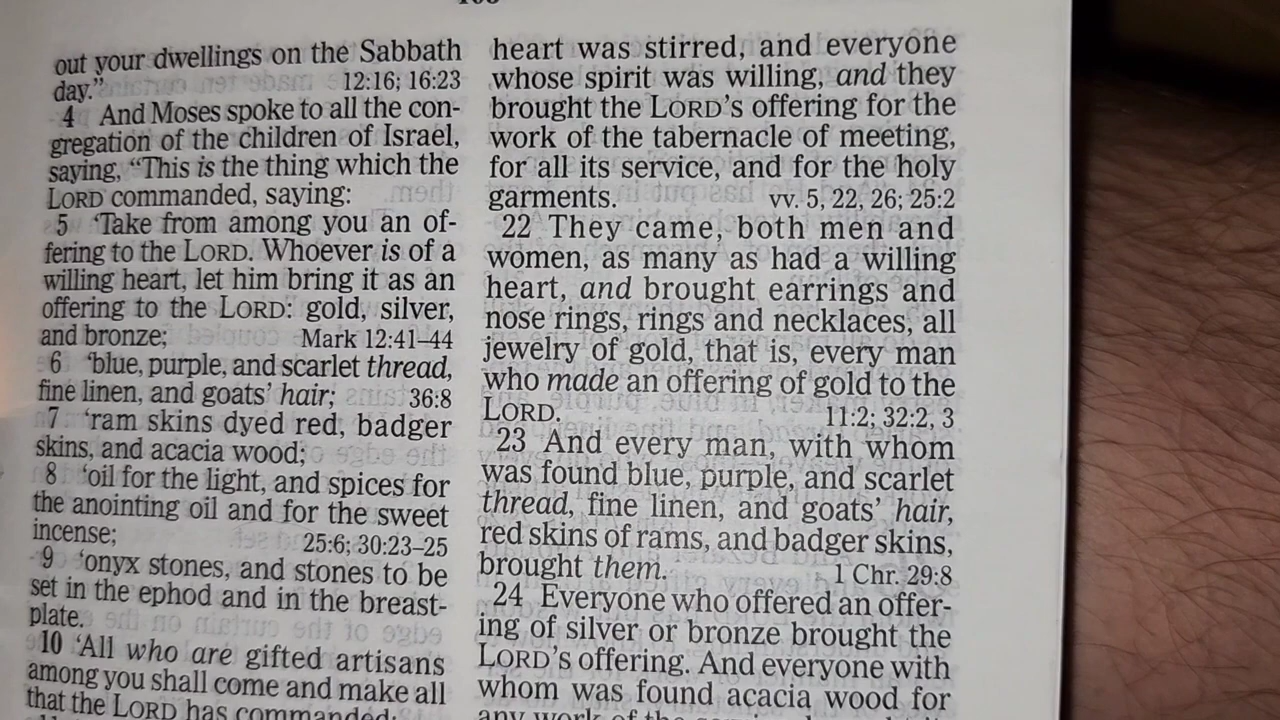 out your dwellings on the Sabbath
day.” 12:16; 16:23
4 And Moses spoke to all the con-
gregation of the children of Israel,
saying, “This is the thing which the
LORD commanded, saying:
5 ‘Take from among you an of-
fering to the LORD. Whoever is of a
willing heart, let him bring it as an
offering to the LORD: gold, silver,
and bronze; Mark 12:41–44
6 ‘blue, purple, and scarlet thread,
fine linen, and goats’ hair; 36:8
7 ‘ram skins dyed red, badger
skins, and acacia wood;
8 ‘oil for the light, and spices for
the anointing oil and for the sweet
incense; 25:6; 30:23–25
9 ‘onyx stones, and stones to be
set in the ephod and in the breast-
plate.
10 ‘All who are gifted artisans
among you shall come and make all
that the LORD has commanded:
heart was stirred, and everyone
whose spirit was willing, and they
brought the LORD’S offering for the
work of the tabernacle of meeting,
for all its service, and for the holy
garments. vv. 5, 22, 26; 25:2
22 They came, both men and
women, as many as had a willing
heart, and brought earrings and
nose rings, rings and necklaces, all
jewelry of gold, that is, every man
who made an offering of gold to the
LORD. 11:2; 32:2, 3
23 And every man, with whom
was found blue, purple, and scarlet
thread, fine linen, and goats’ hair,
red skins of rams, and badger skins,
brought them. 1 Chr. 29:8
24 Everyone who offered an offer-
ing of silver or bronze brought the
LORD’S offering. And everyone with
whom was found acacia wood for
any work of the